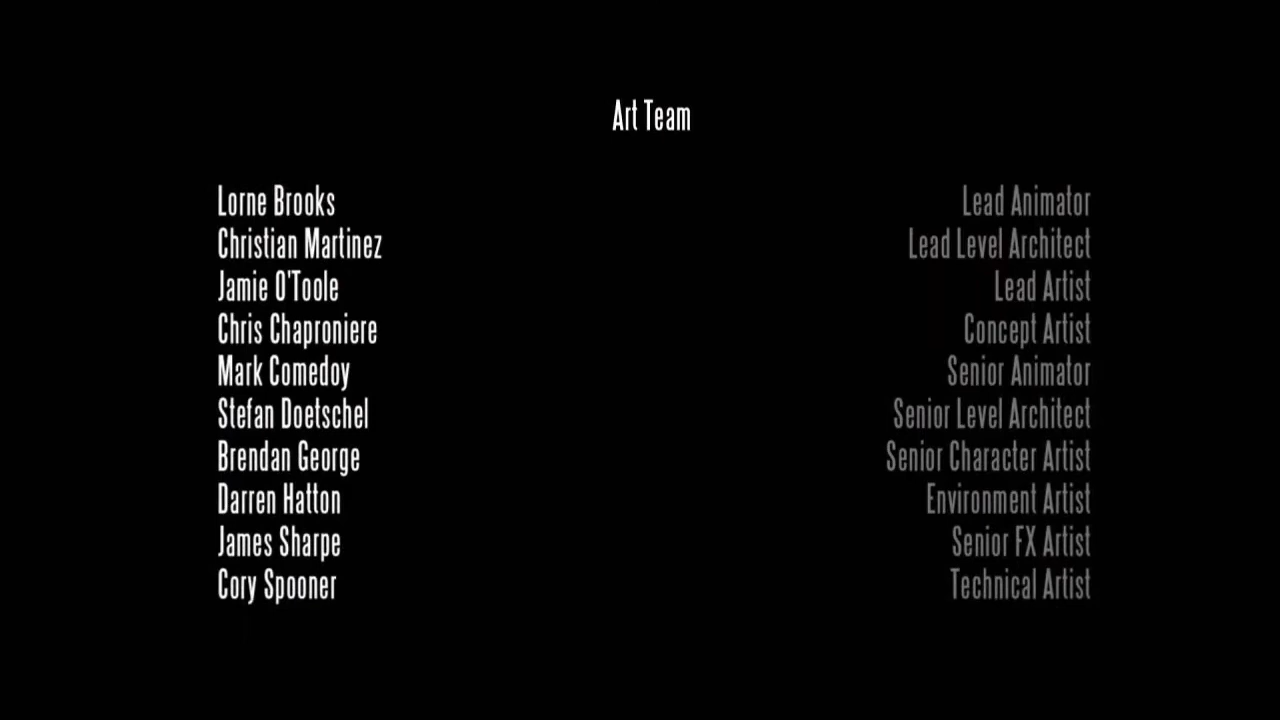 Art Team
Lorne Brooks Lead Animator
Christian Martinez Lead Level Architect
Jamie O'Toole Lead Artist
Chris Chaproniere Concept Artist
Mark Comedoy Senior Animator
Stefan Doetschel Senior Level Architect
Brendan George Senior Character Artist
Darren Hatton Environment Artist
James Sharpe Senior FX Artist
Cory Spooner Technical Artist